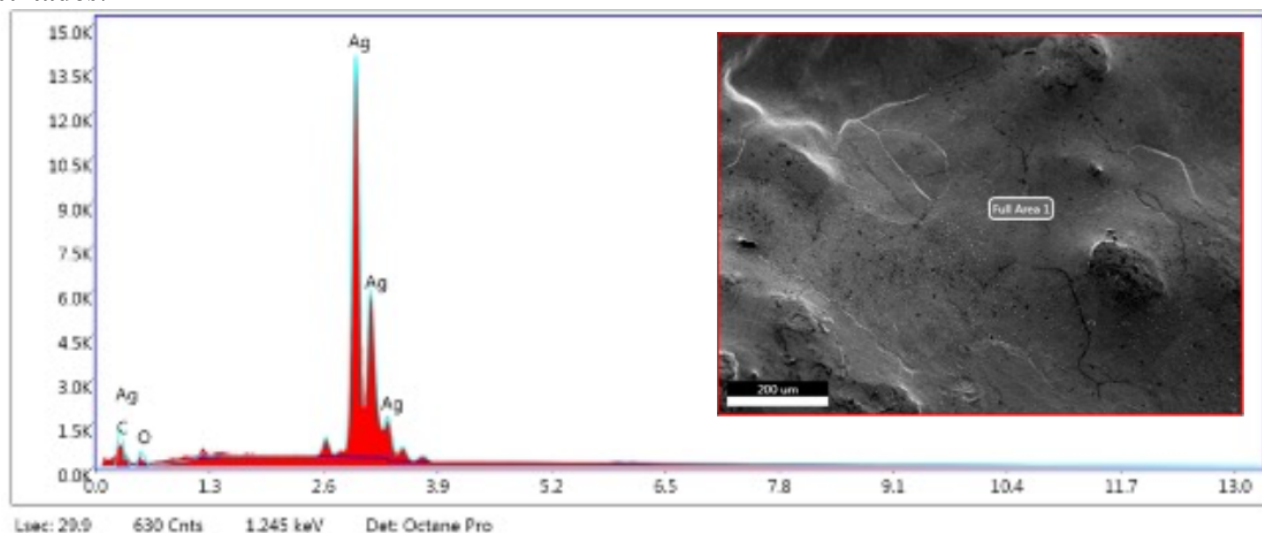 15.0K
13.5K
12.0K
10.5K
9.0K
7.5K
6.0K
4.5K
3.0K
1.5K
0.0K
Ag
Ag
Ag
Ag
C
O
Full Area 1
200 um
0.0 1.3 2.6 3.9 5.2 6.5 7.8 9.1 10.4 11.7 13.0
Lsec: 29.9 630 Cnts 1.245 keV Det: Octane Pro